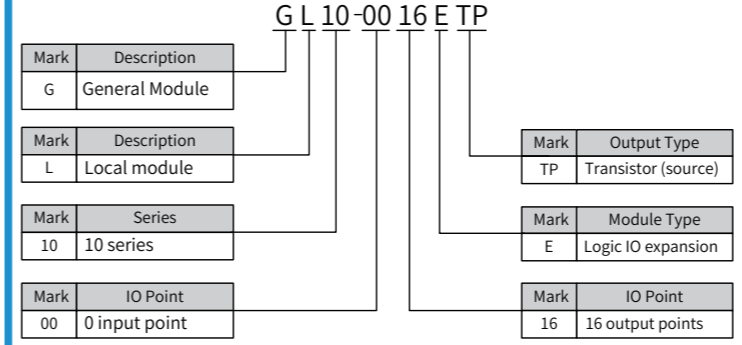 G L 10-00 16 E TP
Mark Description
G General Module
Mark Description
L Local module
Mark Series
10 10 series
Mark IO Point
00 0 input point
Mark Output Type
TP Transistor (source)
Mark Module Type
E Logic IO expansion
Mark IO Point
16 16 output points